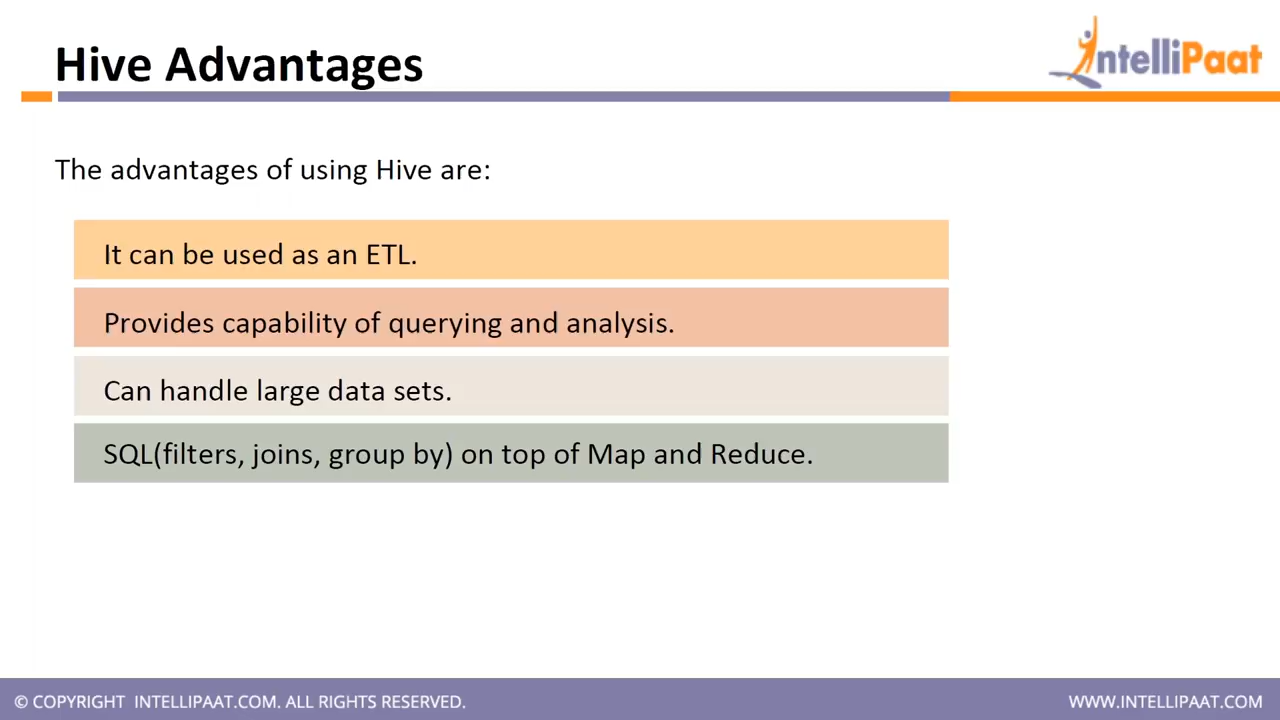 Hive Advantages
IntelliPaat
The advantages of using Hive are:
It can be used as an ETL.
Provides capability of querying and analysis.
Can handle large data sets.
SQL(filters, joins, group by) on top of Map and Reduce.
© COPYRIGHT INTELLIPAAT.COM. ALL RIGHTS RESERVED.
WWW.INTELLIPAAT.COM